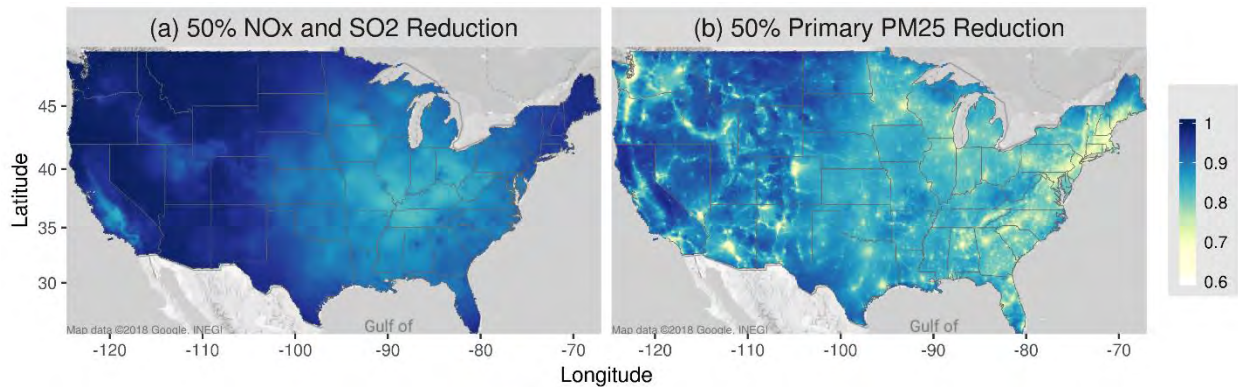 (a) 50% NOx and SO2 Reduction
(b) 50% Primary PM25 Reduction
Latitude
45
40
35
30
Map data ©2018 Google, INEGI
Gulf of
Map data ©2018 Google, INEGI
Gulf of
-120
-110
-100
-90
-80
-70
-120
-110
-100
-90
-80
-70
Longitude
1
0.9
0.8
0.7
0.6